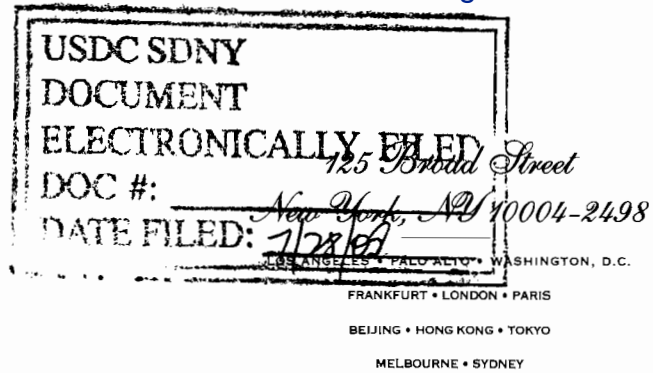 USDC SDNY
DOCUMENT
ELECTRONICALLY FILED
125 Broad Street
DOC #:
New York, NY 10004-2498
DATE FILED:
LOS ANGELES • PALO ALTO • WASHINGTON, D.C.
FRANKFURT • LONDON • PARIS
BEIJING • HONG KONG • TOKYO
MELBOURNE • SYDNEY